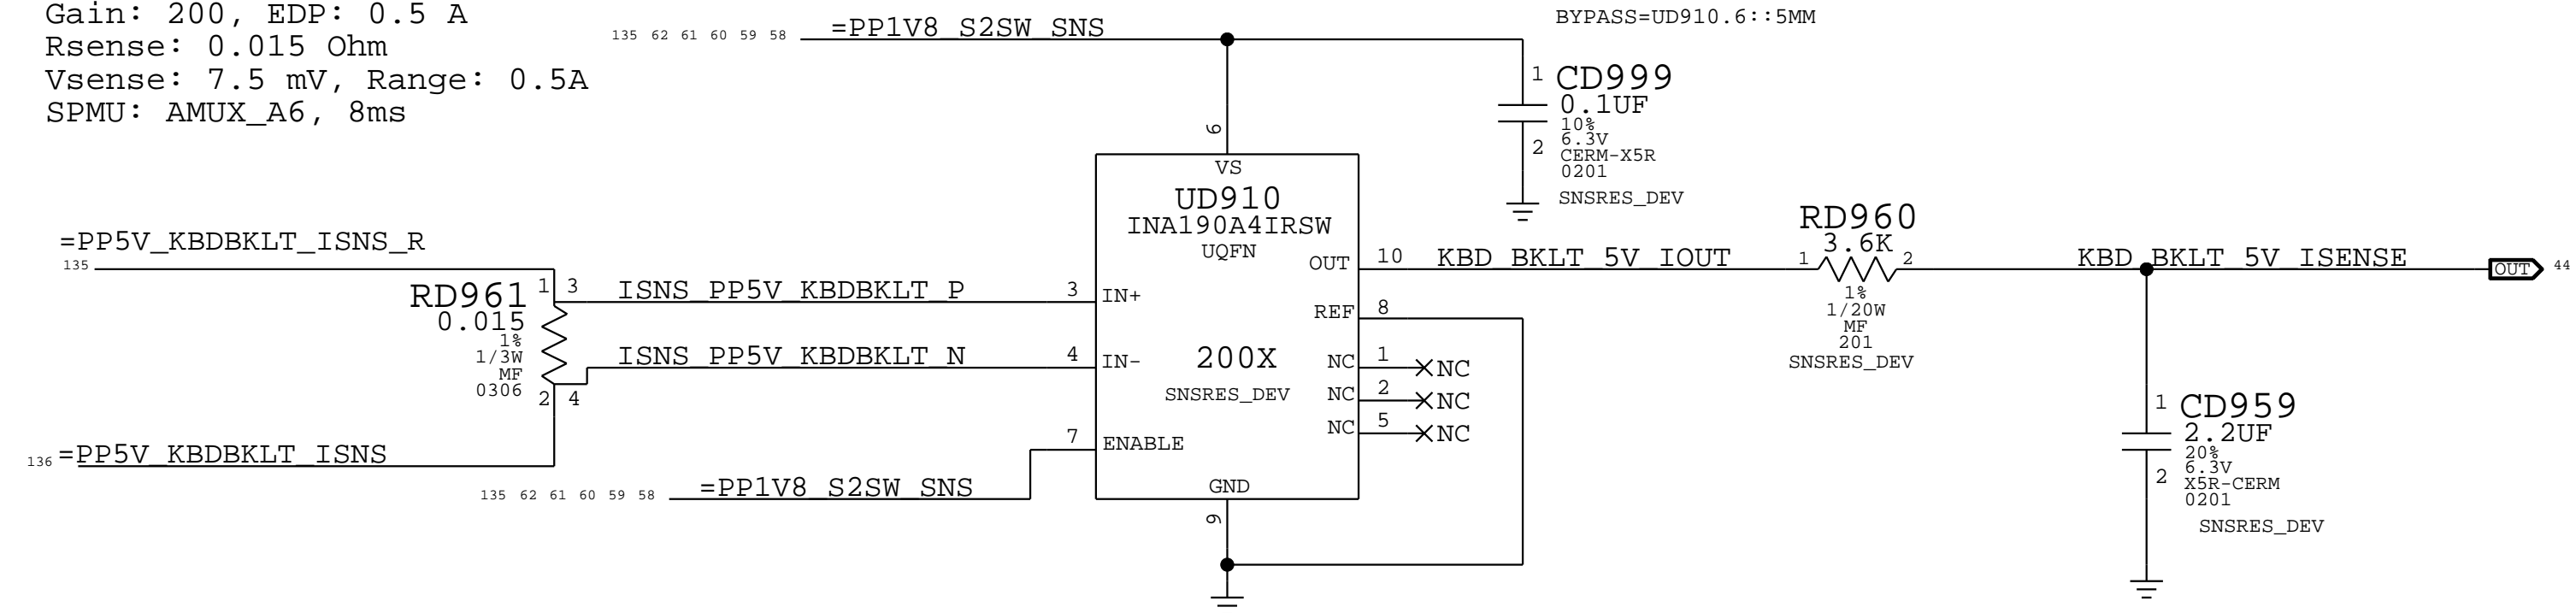 Gain: 200, EDP: 0.5 A
Rsense: 0.015 Ohm
Vsense: 7.5 mV, Range: 0.5A
SPMU: AMUX_A6, 8ms
135 62 61 60 59 58 =PP1V8_S2SW_SNS
BYPASS=UD910.6::5MM
1 CD999
0.1UF
10%
6.3V
2 CERM-X5R
0201
SNSRES_DEV
6
VS
UD910
INA190A4IRSW
UQFN
=PP5V_KBDBKLT_ISNS_R
135
1 3
RD961
0.015
1%
1/3W
MF
0306
2 4
ISNS_PP5V_KBDBKLT_P 3 IN+
ISNS_PP5V_KBDBKLT_N 4 IN-
136 =PP5V_KBDBKLT_ISNS
7 ENABLE
135 62 61 60 59 58 =PP1V8_S2SW_SNS
200X
SNSRES_DEV
GND
9
OUT 10 KBD_BKLT_5V_IOUT
REF 8
NC 1 NC
NC 2 NC
NC 5 NC
RD960
3.6K
1 2
1%
1/20W
MF
201
SNSRES_DEV
KBD_BKLT_5V_ISENSE OUT 44
1 CD959
2.2UF
20%
6.3V
2 X5R-CERM
0201
SNSRES_DEV